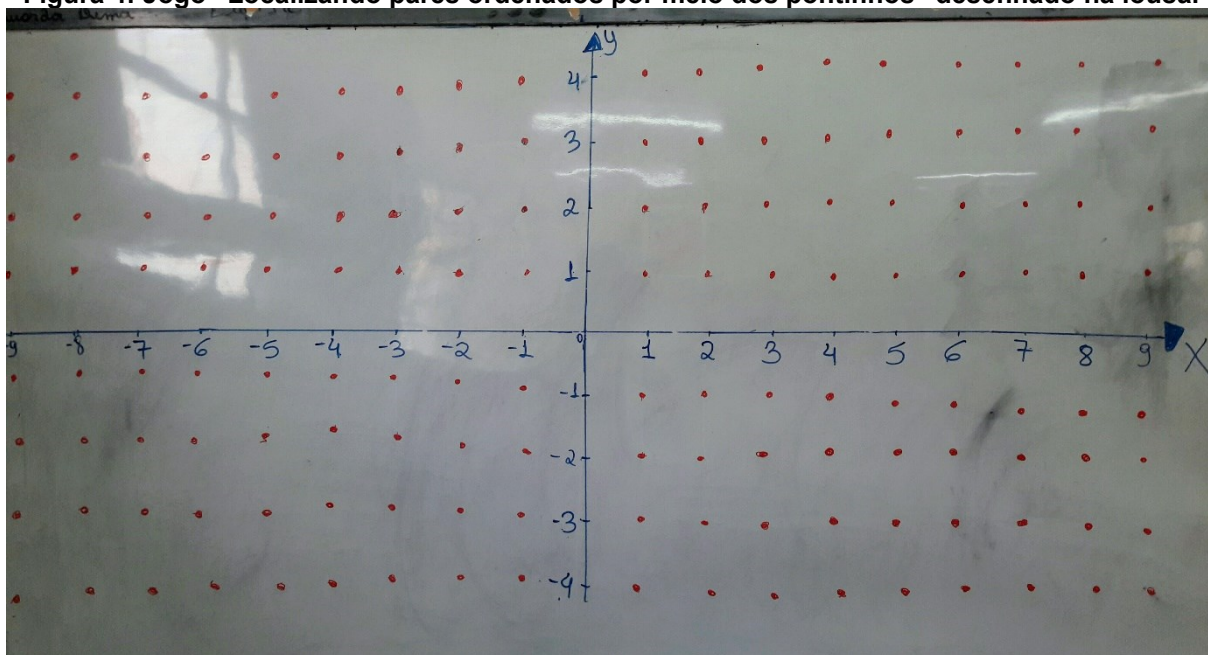 Figura 4. Jogo "Localizando pares ordenados por meio dos pontinhos" desenhado na lousa.
y
4
3
2
1
-9 -8 -7 -6 -5 -4 -3 -2 -1 0 1 2 3 4 5 6 7 8 9 X
-1
-2
-3
-4